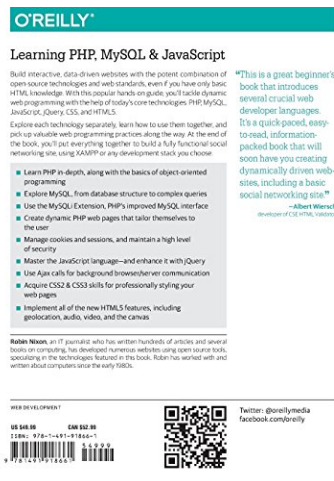 O'REILLY®
Learning PHP, MySQL & JavaScript
Build interactive, data-driven websites with the potent combination of
open-source technologies and web standards, even if you have only basic
HTML knowledge. With this popular hands-on guide, you'll tackle dynamic
web programming with the help of today's core technologies: PHP, MySQL,
JavaScript, jQuery, CSS, and HTML5.
Explore each technology separately, learn how to use them together, and
pick up valuable web programming practices along the way. At the end of
the book, you'll put everything together to build a fully functional social
networking site, using XAMPP or any development stack you choose.
■ Learn PHP in-depth, along with the basics of object-oriented
programming
■ Explore MySQL, from database structure to complex queries
■ Use the MySQLi Extension, PHP's improved MySQL interface
■ Create dynamic PHP web pages that tailor themselves to
the user
■ Manage cookies and sessions, and maintain a high level
of security
■ Master the JavaScript language—and enhance it with jQuery
■ Use Ajax calls for background browser/server communication
■ Acquire CSS2 & CSS3 skills for professionally styling your
web pages
■ Implement all of the new HTML5 features, including
geolocation, audio, video, and the canvas
Robin Nixon, an IT journalist who has written hundreds of articles and several
books on computing, has developed numerous websites using open source tools,
specializing in the technologies featured in this book. Robin has worked with and
written about computers since the early 1980s.
"This is a great beginner's
book that introduces
several crucial web
developer languages.
It's a quick-paced, easy-
to-read, information-
packed book that will
soon have you creating
dynamically driven web-
sites, including a basic
social networking site."
—Albert Wiersch
developer of CSE HTML Validator
WEB DEVELOPMENT
US $49.99 CAN $52.99
ISBN: 978-1-491-91866-1
54999
9 781491 918661
Twitter: @oreillymedia
facebook.com/oreilly